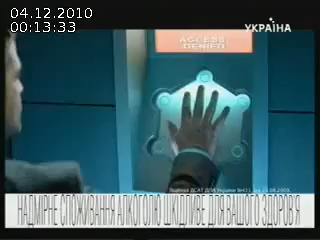 04.12.2010
00:13:33
УКРАЇНА
ACCESS
DENIED
НАДМІРНЕ СПОЖИВАННЯ АЛКОГОЛЮ ШКІДЛИВЕ ДЛЯ ВАШОГО ЗДОРОВ'Я